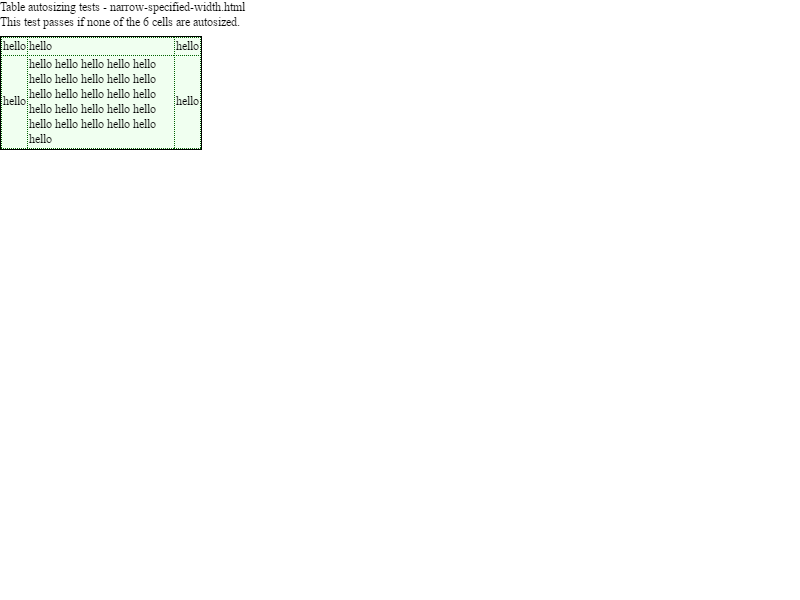 Table autosizing tests - narrow-specified-width.html
This test passes if none of the 6 cells are autosized.
hello hello hello
hello hello hello hello hello
hello hello hello hello hello
hello hello hello hello hello hello hello
hello hello hello hello hello
hello hello hello hello hello
hello